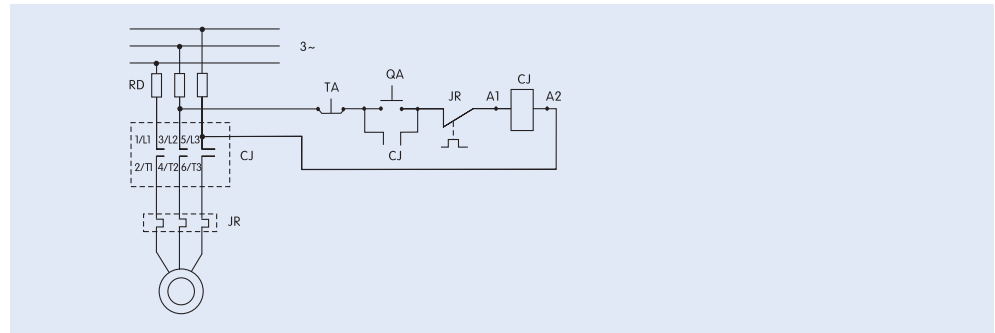 3~
RD
TA
QA
JR
A1
CJ
A2
1/L1 3/L2 5/L3
CJ
CJ
2/T1 4/T2 6/T3
JR